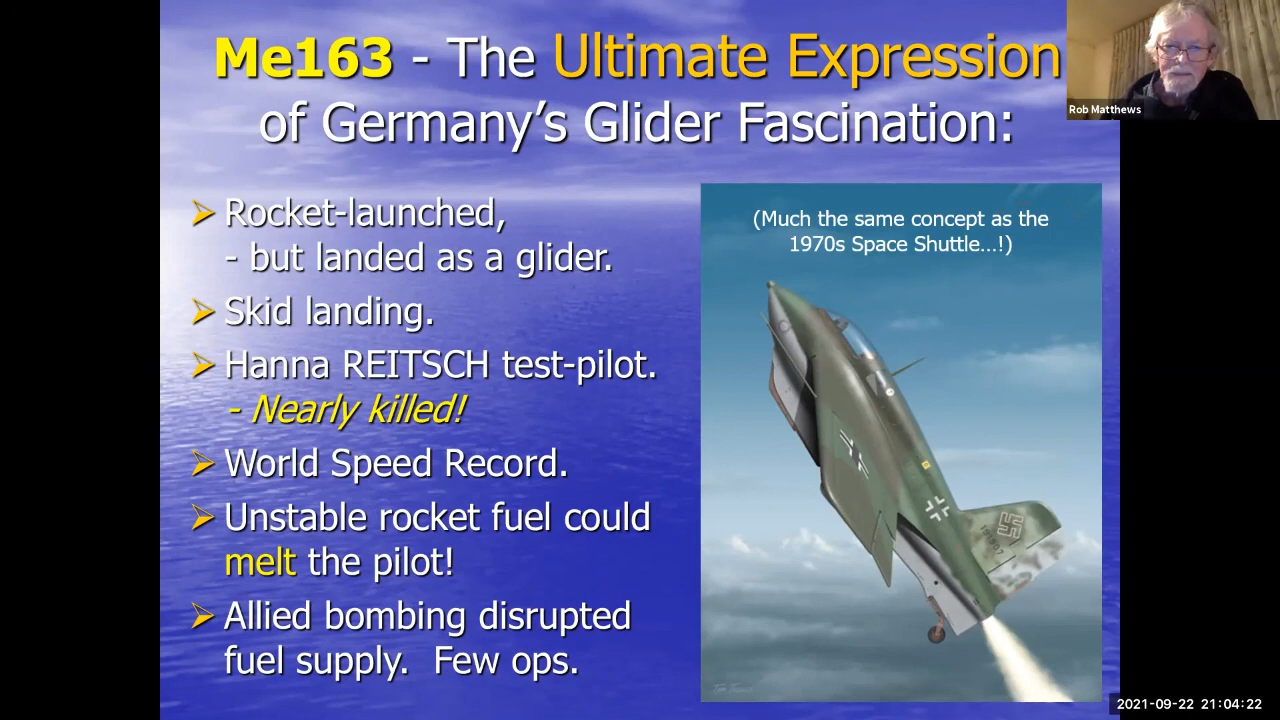 Me163 - The Ultimate Expression
of Germany's Glider Fascination:
Rob Matthews
Rocket-launched,
- but landed as a glider.
Skid landing.
Hanna REITSCH test-pilot.
- Nearly killed!
World Speed Record.
Unstable rocket fuel could
melt the pilot!
Allied bombing disrupted
fuel supply. Few ops.
(Much the same concept as the
1970s Space Shuttle...!)
2021-09-22 21:04:22